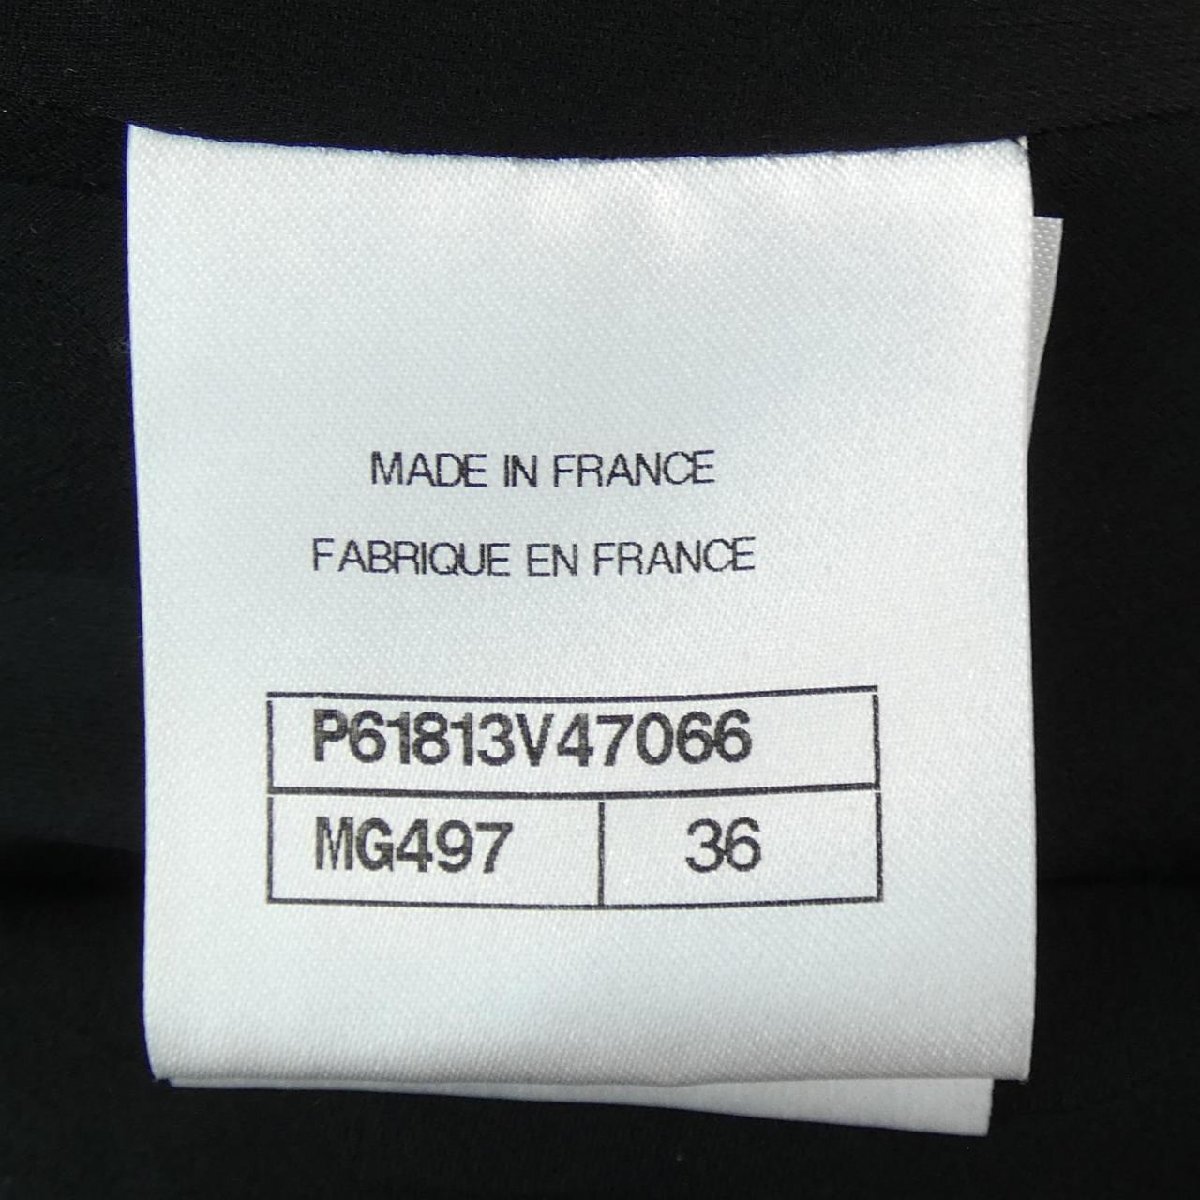 MADE IN FRANCE
FABRIQUE EN FRANCE
P61813V47066
MG497 36